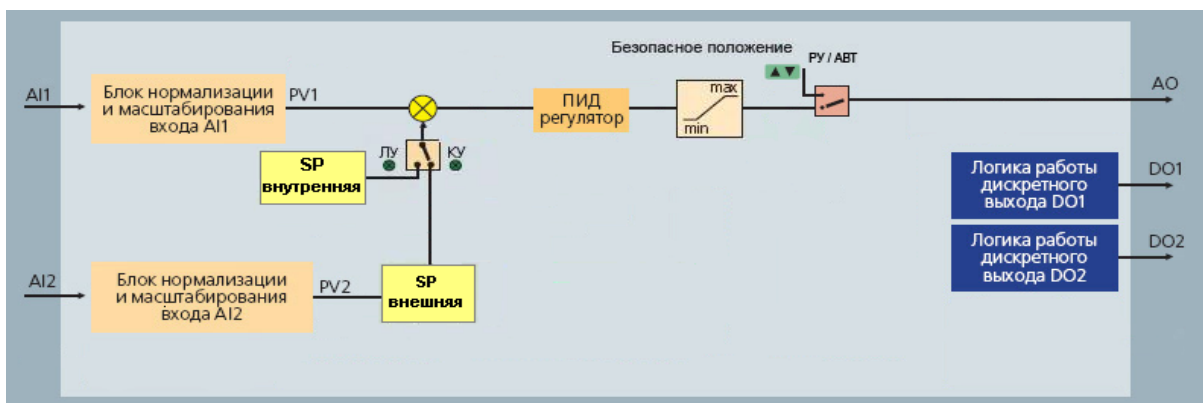 Безопасное положение
РУ / АВТ
AI1
Блок нормализации
и масштабирования
входа AI1
PV1
ПИД
регулятор
max
min
AO
ЛУ
КУ
SP
внутренняя
Логика работы
дискретного
выхода DO1
DO1
Логика работы
дискретного
выхода DO2
DO2
AI2
Блок нормализации
и масштабирования
входа AI2
PV2
SP
внешняя